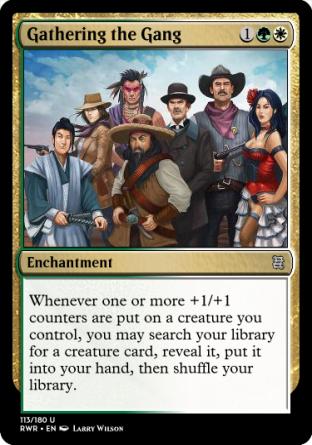 Gathering the Gang 1
Enchantment
Whenever one or more +1/+1
counters are put on a creature you
control, you may search your library
for a creature card, reveal it, put it
into your hand, then shuffle your
library.
113/180 U
RWR • EN Larry Wilson